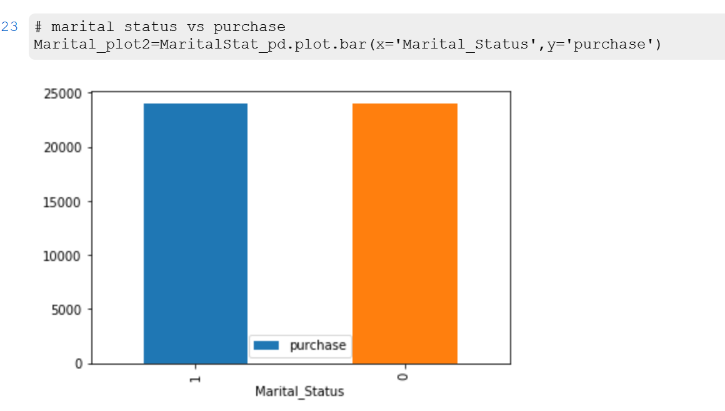 23 # marital status vs purchase
Marital_plot2=MaritalStat_pd.plot.bar(x='Marital_Status',y='purchase')
25000
20000
15000
10000
5000
0
purchase
1 0
Marital_Status